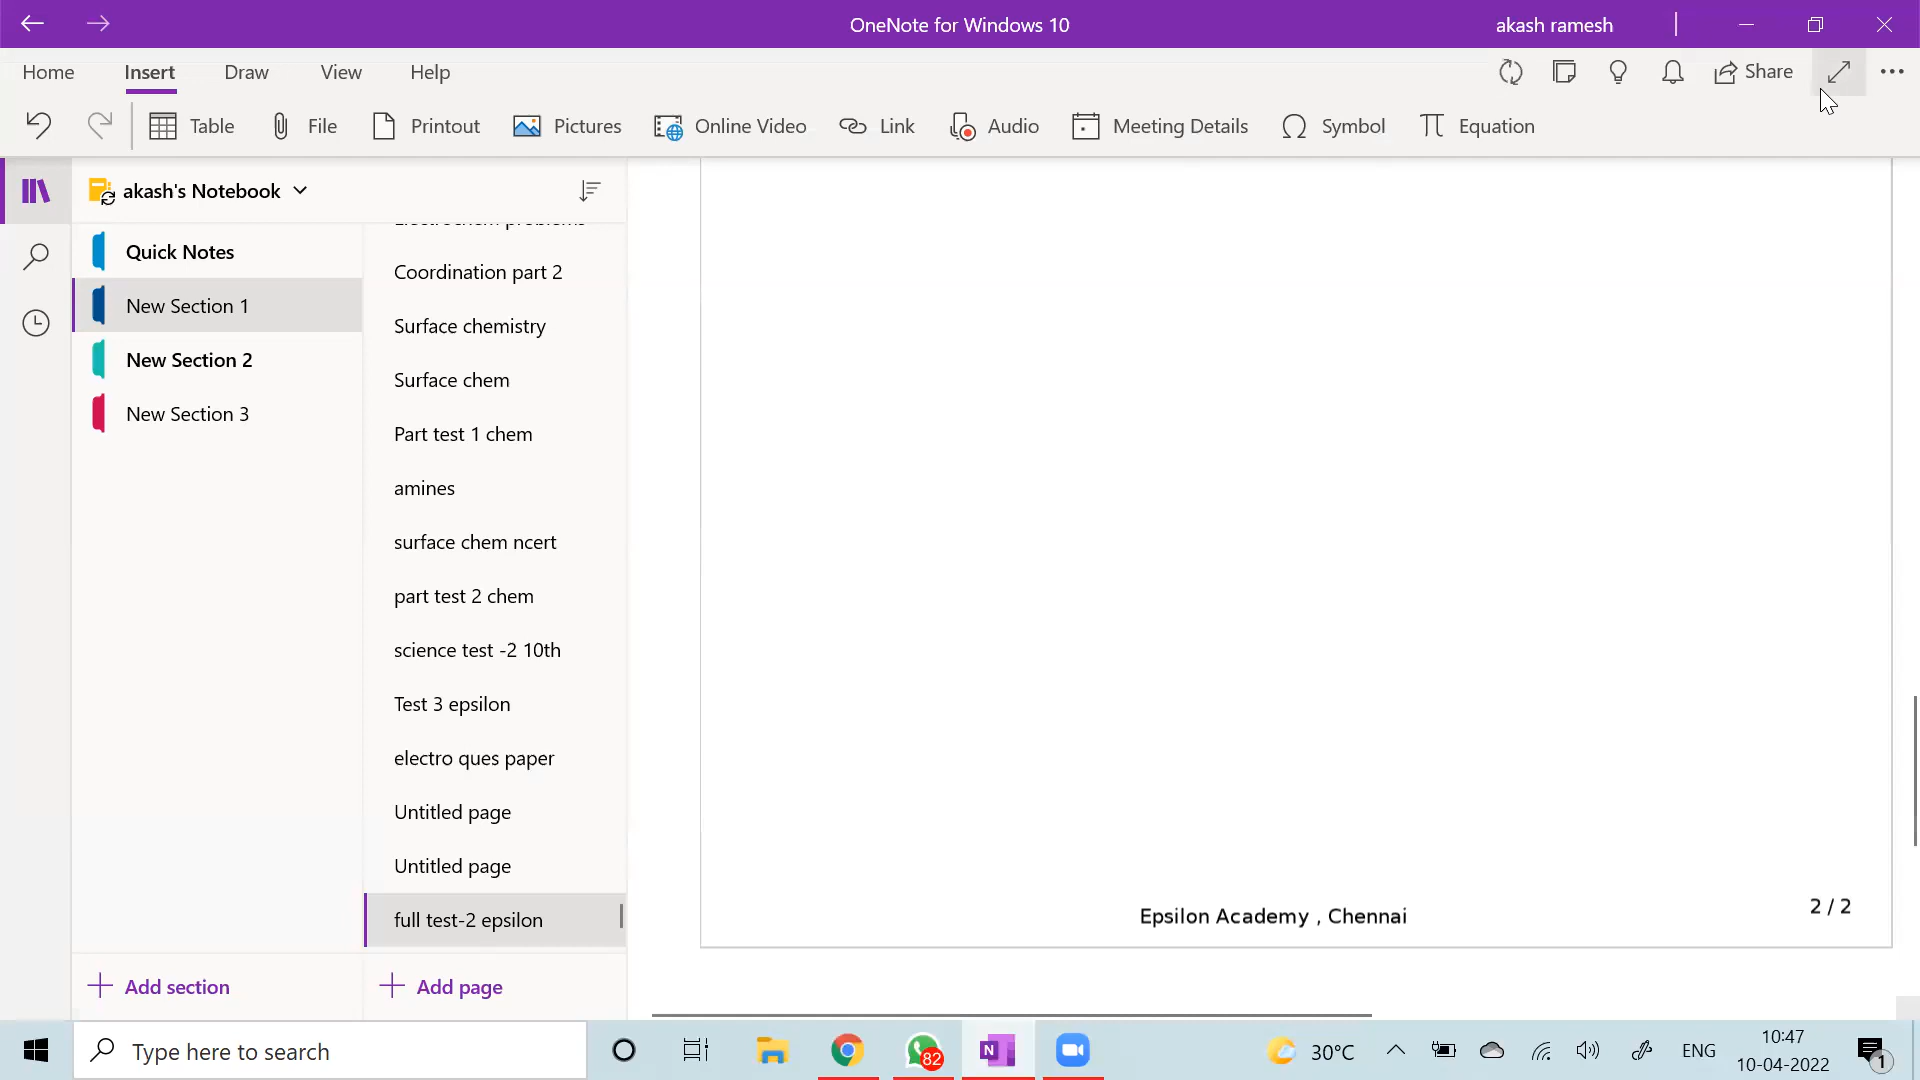 OneNote for Windows 10
akash ramesh
Home
Insert
Draw
View
Help
Share
Table
File
Printout
Pictures
Online Video
Link
Audio
Meeting Details
Symbol
Equation
akash's Notebook
Quick Notes
New Section 1
New Section 2
New Section 3
Add section
Electrochem problems
Coordination part 2
Surface chemistry
Surface chem
Part test 1 chem
amines
surface chem ncert
part test 2 chem
science test -2 10th
Test 3 epsilon
electro ques paper
Untitled page
Untitled page
full test-2 epsilon
Add page
Epsilon Academy , Chennai
2 / 2
Type here to search
82
N
30°C
ENG
10:47
10-04-2022
1